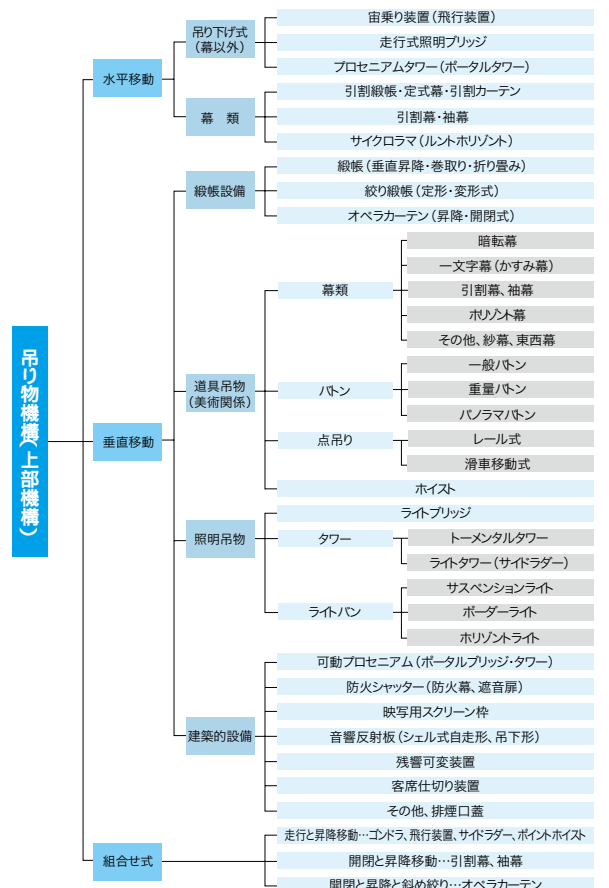 吊り物機構（上部機構）
水平移動
吊り下げ式
（幕以外）
宙乗り装置（飛行装置）
走行式照明ブリッジ
プロセニアムタワー（ポータルタワー）
幕　類
引割緞帳・定式幕・引割カーテン
引割幕・袖幕
サイクロラマ（ルントホリゾント）
垂直移動
緞帳設備
緞帳（垂直昇降・巻取り・折り畳み）
絞り緞帳（定形・変形式）
オペラカーテン（昇降・開閉式）
道具吊物
（美術関係）
幕類
暗転幕
一文字幕（かすみ幕）
引割幕、袖幕
ホリゾント幕
その他、紗幕、東西幕
バトン
一般バトン
重量バトン
パノラマバトン
点吊り
レール式
滑車移動式
ホイスト
照明吊物
ライトブリッジ
タワー
トーメンタルタワー
ライトタワー（サイドラダー）
ライトバン
サスペンションライト
ボーダーライト
ホリゾントライト
建築的設備
可動プロセニアム（ポータルブリッジ・タワー）
防火シャッター（防火幕、遮音扉）
映写用スクリーン枠
音響反射板（シェル式自走形、吊下形）
残響可変装置
客席仕切り装置
その他、排煙口蓋
組合せ式
走行と昇降移動…ゴンドラ、飛行装置、サイドラダー、ポイントホイスト
開閉と昇降移動…引割幕、袖幕
開閉と昇降と斜め絞り…オペラカーテン